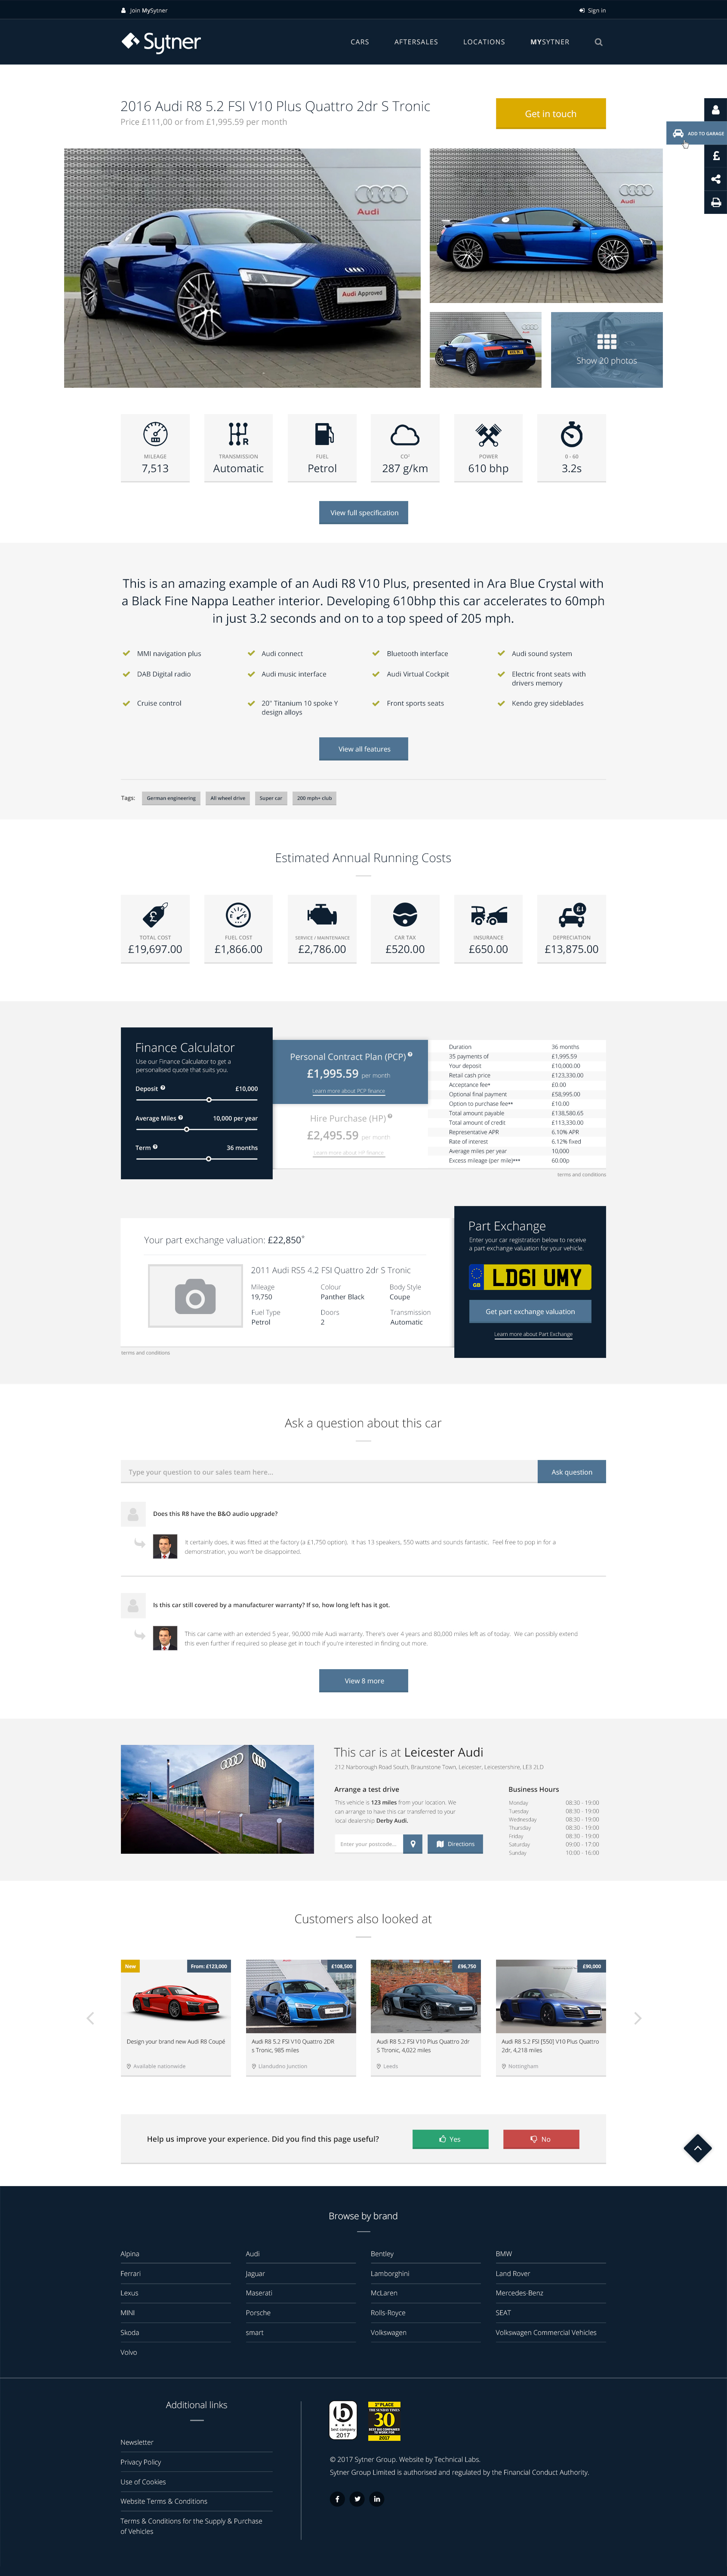 Join MySytner
Sign in
Sytner
CARS
AFTERSALES
LOCATIONS
MYSYTNER
2016 Audi R8 5.2 FSI V10 Plus Quattro 2dr S Tronic
Price £111,00 or from £1,995.59 per month
Get in touch
ADD TO GARAGE
Audi
Audi Approved
Audi
Show 20 photos
MILEAGE
7,513
TRANSMISSION
Automatic
FUEL
Petrol
CO²
287 g/km
POWER
610 bhp
0 - 60
3.2s
View full specification
This is an amazing example of an Audi R8 V10 Plus, presented in Ara Blue Crystal with
a Black Fine Nappa Leather interior. Developing 610bhp this car accelerates to 60mph
in just 3.2 seconds and on to a top speed of 205 mph.
MMI navigation plus
Audi connect
Bluetooth interface
Audi sound system
DAB Digital radio
Audi music interface
Audi Virtual Cockpit
Electric front seats with
drivers memory
Cruise control
20" Titanium 10 spoke Y
design alloys
Front sports seats
Kendo grey sideblades
View all features
Tags:
German engineering
All wheel drive
Super car
200 mph+ club
Estimated Annual Running Costs
TOTAL COST
£19,697.00
FUEL COST
£1,866.00
SERVICE / MAINTENANCE
£2,786.00
CAR TAX
£520.00
INSURANCE
£650.00
DEPRECIATION
£13,875.00
Finance Calculator
Use our Finance Calculator to get a
personalised quote that suits you.
Deposit
£10,000
Average Miles
10,000 per year
Term
36 months
Personal Contract Plan (PCP)
£1,995.59 per month
Learn more about PCP finance
Hire Purchase (HP)
£2,495.59 per month
Learn more about HP finance
Duration 36 months
35 payments of £1,995.59
Your deposit £10,000.00
Retail cash price £123,330.00
Acceptance fee* £0.00
Optional final payment £58,995.00
Option to purchase fee** £10.00
Total amount payable £138,580.65
Total amount of credit £113,330.00
Representative APR 6.10% APR
Rate of interest 6.12% fixed
Average miles per year 10,000
Excess mileage (per mile)*** 60.00p
terms and conditions
Your part exchange valuation: £22,850*
2011 Audi RS5 4.2 FSI Quattro 2dr S Tronic
Mileage
Colour
Body Style
19,750
Panther Black
Coupe
Fuel Type
Doors
Transmission
Petrol
2
Automatic
terms and conditions
Part Exchange
Enter your car registration below to receive
a part exchange valuation for your vehicle.
GB
LD61 UMY
Get part exchange valuation
Learn more about Part Exchange
Ask a question about this car
Type your question to our sales team here...
Ask question
Does this R8 have the B&O audio upgrade?
It certainly does, it was fitted at the factory (a £1,750 option). It has 13 speakers, 550 watts and sounds fantastic. Feel free to pop in for a
demonstration, you won't be disappointed.
Is this car still covered by a manufacturer warranty? If so, how long left has it got.
This car came with an extended 5 year, 90,000 mile Audi warranty. There's over 4 years and 80,000 miles left as of today. We can possibly extend
this even further if required so please get in touch if you're interested in finding out more.
View 8 more
This car is at Leicester Audi
212 Narborough Road South, Braunstone Town, Leicester, Leicestershire, LE3 2LD
Arrange a test drive
This vehicle is 123 miles from your location. We
can arrange to have this car transferred to your
local dealership Derby Audi.
Enter your postcode...
Directions
Business Hours
Monday 08:30 - 19:00
Tuesday 08:30 - 19:00
Wednesday 08:30 - 19:00
Thursday 08:30 - 19:00
Friday 08:30 - 19:00
Saturday 09:00 - 17:00
Sunday 10:00 - 16:00
Customers also looked at
New
From: £123,000
Design your brand new Audi R8 Coupé
Available nationwide
£108,500
Audi R8 5.2 FSI V10 Quattro 2DR
s Tronic, 985 miles
Llandudno Junction
£96,750
Audi R8 5.2 FSI V10 Plus Quattro 2dr
S Ttronic, 4,022 miles
Leeds
£90,000
Audi R8 5.2 FSI [550] V10 Plus Quattro
2dr, 4,218 miles
Nottingham
Help us improve your experience. Did you find this page useful?
Yes
No
Browse by brand
Alpina
Audi
Bentley
BMW
Ferrari
Jaguar
Lamborghini
Land Rover
Lexus
Maserati
McLaren
Mercedes-Benz
MINI
Porsche
Rolls-Royce
SEAT
Skoda
smart
Volkswagen
Volkswagen Commercial Vehicles
Volvo
Additional links
Newsletter
Privacy Policy
Use of Cookies
Website Terms & Conditions
Terms & Conditions for the Supply & Purchase
of Vehicles
b
best company
2017
1st PLACE
THE SUNDAY TIMES
30
2017
© 2017 Sytner Group. Website by Technical Labs.
Sytner Group Limited is authorised and regulated by the Financial Conduct Authority.